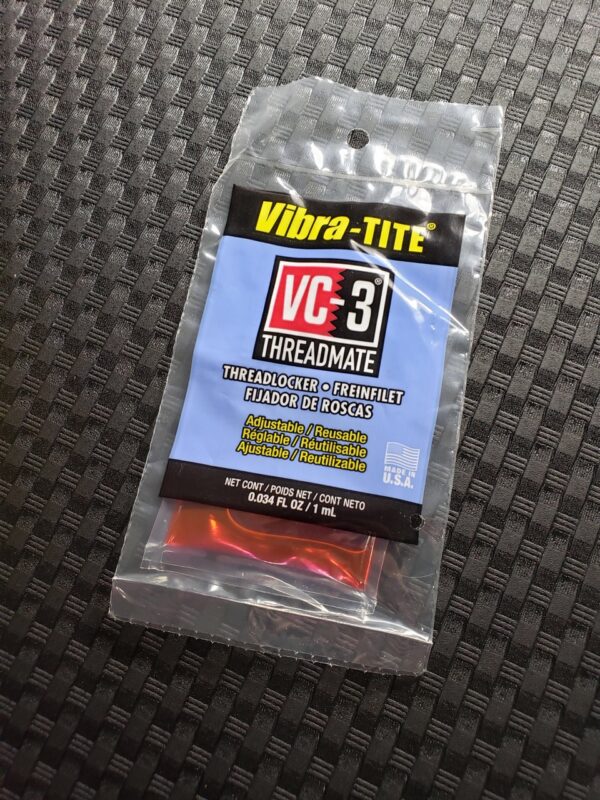 Vibra-TITE®
VC-3®
THREADMATE
THREADLOCKER • FREINFILET
FIJADOR DE ROSCAS
Adjustable / Reusable
Réglable / Réutilisable
Ajustable / Reutilizable
MADE IN
U.S.A.
NET CONT / POIDS NET / CONT NETO
0.034 FL OZ / 1 mL